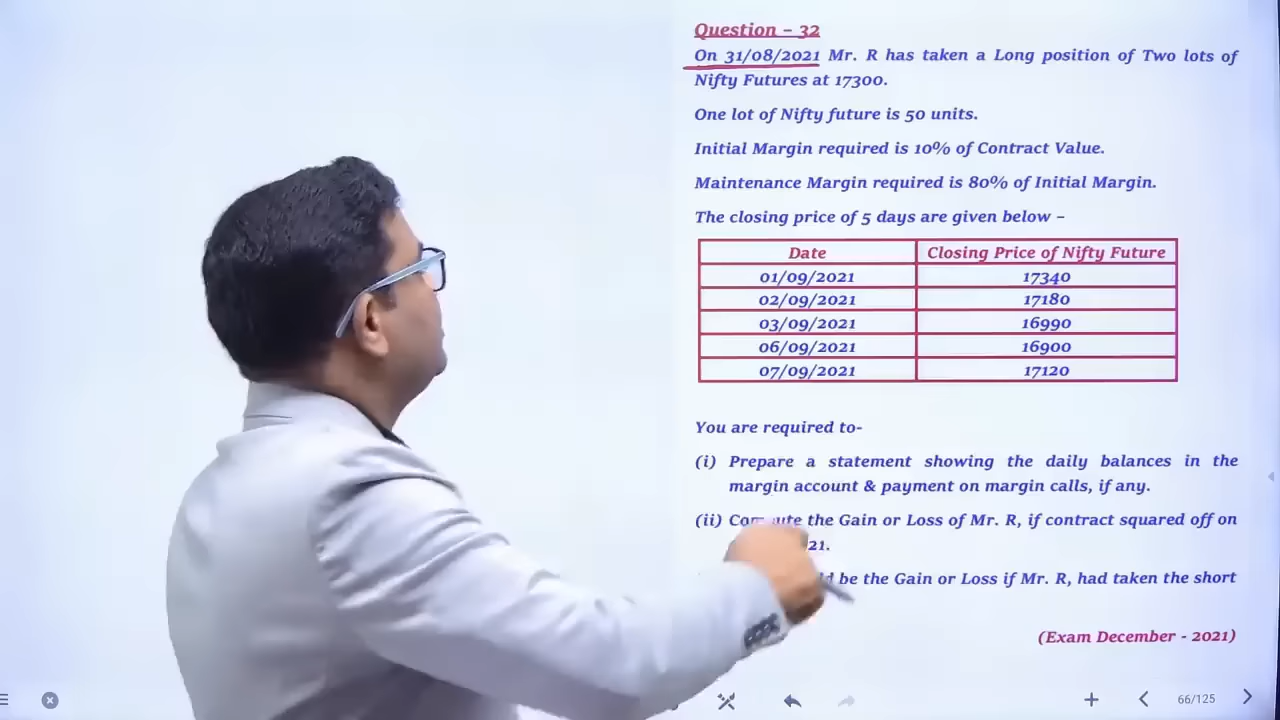 Question – 32
On 31/08/2021 Mr. R has taken a Long position of Two lots of
Nifty Futures at 17300.
One lot of Nifty future is 50 units.
Initial Margin required is 10% of Contract Value.
Maintenance Margin required is 80% of Initial Margin.
The closing price of 5 days are given below –
Date Closing Price of Nifty Future
01/09/2021 17340
02/09/2021 17180
03/09/2021 16990
06/09/2021 16900
07/09/2021 17120
You are required to-
(i) Prepare a statement showing the daily balances in the
margin account & payment on margin calls, if any.
(ii) the Gain or Loss of Mr. R, if contract squared off on
21.
be the Gain or Loss if Mr. R, had taken the short
(Exam December - 2021)
66/125